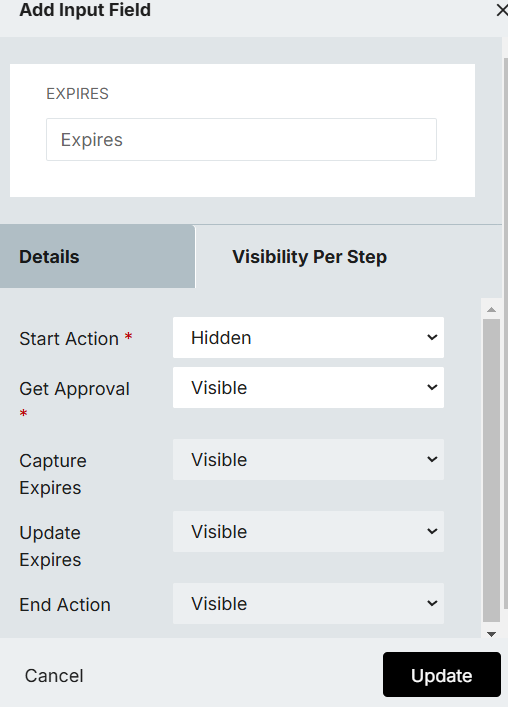 Add Input Field
EXPIRES
Expires
Details
Visibility Per Step
Start Action *
Hidden
Get Approval
*
Visible
Capture
Expires
Visible
Update
Expires
Visible
End Action
Visible
Cancel
Update